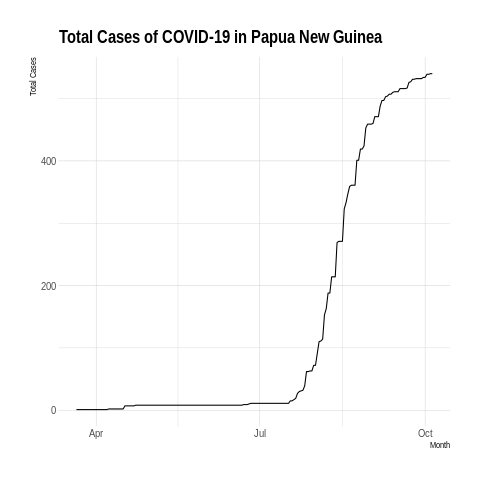 Total Cases of COVID-19 in Papua New Guinea
Total Cases
400
200
0
Apr
Jul
Oct
Month